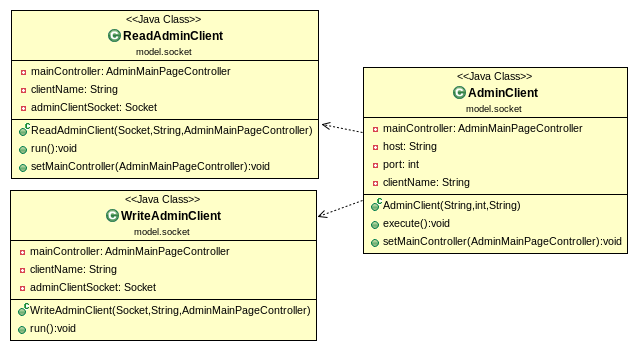 <<Java Class>>
ReadAdminClient
model.socket
mainController: AdminMainPageController
clientName: String
adminClientSocket: Socket
ReadAdminClient(Socket,String,AdminMainPageController)
run():void
setMainController(AdminMainPageController):void
<<Java Class>>
WriteAdminClient
model.socket
mainController: AdminMainPageController
clientName: String
adminClientSocket: Socket
WriteAdminClient(Socket,String,AdminMainPageController)
run():void
<<Java Class>>
AdminClient
model.socket
mainController: AdminMainPageController
host: String
port: int
clientName: String
AdminClient(String,int,String)
execute():void
setMainController(AdminMainPageController):void